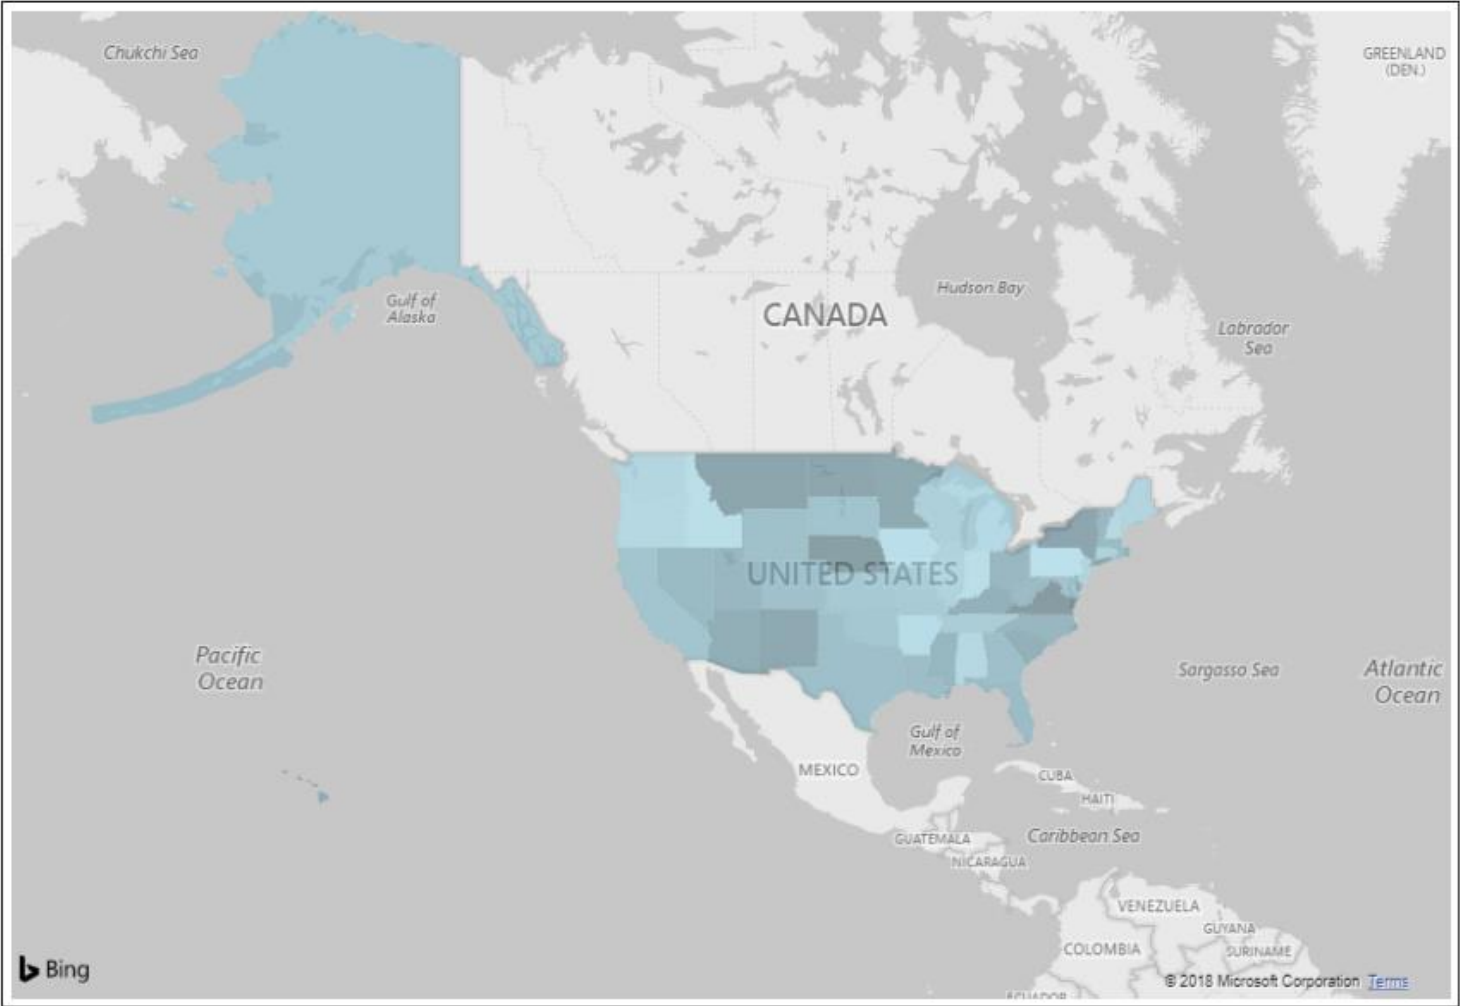 Chukchi Sea
GREENLAND
(DEN.)
Hudson Bay
Gulf of
Alaska
CANADA
Labrador
Sea
UNITED STATES
Pacific
Ocean
Sargasso Sea
Atlantic
Ocean
Gulf of
Mexico
MEXICO
CUBA
HAITI
GUATEMALA
Caribbean Sea
NICARAGUA
VENEZUELA
GUYANA
COLOMBIA
SURINAME
Bing
© 2018 Microsoft Corporation Terms
ECUADOR